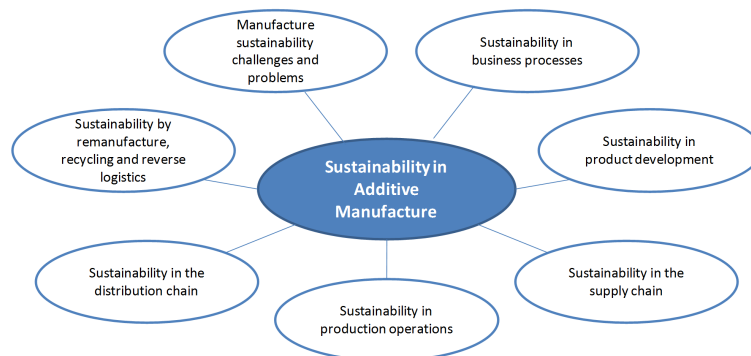 Manufacture
sustainability
challenges and
problems
Sustainability in
business processes
Sustainability by
remanufacture,
recycling and reverse
logistics
Sustainability in
Additive
Manufacture
Sustainability in
product development
Sustainability in the
distribution chain
Sustainability in
production operations
Sustainability in the
supply chain